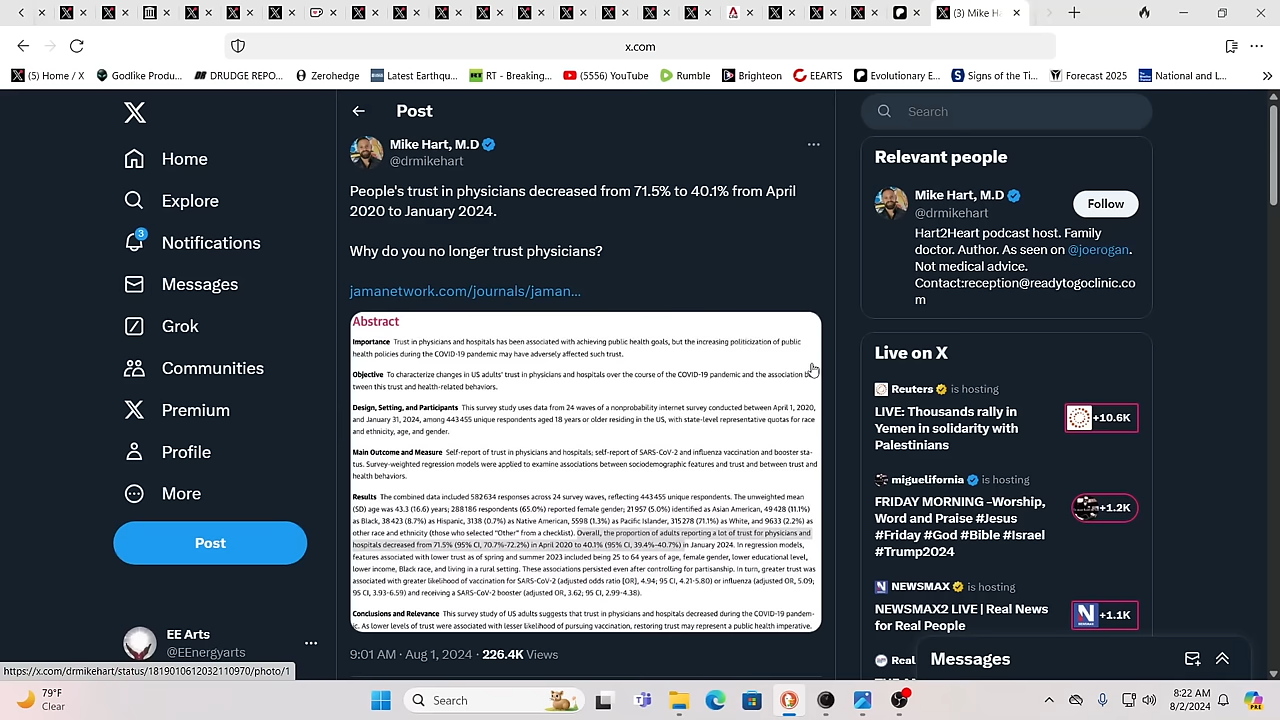 (3) Mike Ha
x.com
(5) Home / X
Godlike Produ...
DRUDGE REPO...
Zerohedge
Latest Earthqu...
RT - Breaking...
(5556) YouTube
Rumble
Brighteon
EEARTS
Evolutionary E...
Signs of the Ti...
Forecast 2025
National and L...
Home
Explore
3
Notifications
Messages
Grok
Communities
Premium
Profile
More
Post
EE Arts
@EEnergyarts
https://x.com/drmikehart/status/1819010612032110970/photo/1
Post
Mike Hart, M.D
@drmikehart
People's trust in physicians decreased from 71.5% to 40.1% from April
2020 to January 2024.
Why do you no longer trust physicians?
jamanetwork.com/journals/jaman...
Abstract
Importance Trust in physicians and hospitals has been associated with achieving public health goals, but the increasing politicization of public
health policies during the COVID-19 pandemic may have adversely affected such trust.
Objective To characterize changes in US adults' trust in physicians and hospitals over the course of the COVID-19 pandemic and the association
tween this trust and health-related behaviors.
Design, Setting, and Participants This survey study uses data from 24 waves of a nonprobability internet survey conducted between April 1, 2020,
and January 31, 2024, among 443 455 unique respondents aged 18 years or older residing in the US, with state-level representative quotas for race
and ethnicity, age, and gender.
Main Outcome and Measure Self-report of trust in physicians and hospitals; self-report of SARS-CoV-2 and influenza vaccination and booster sta-
tus. Survey-weighted regression models were applied to examine associations between sociodemographic features and trust and between trust and
health behaviors.
Results The combined data included 582 634 responses across 24 survey waves, reflecting 443 455 unique respondents. The unweighted mean
(SD) age was 43.3 (16.6) years; 288 186 respondents (65.0%) reported female gender; 21 957 (5.0%) identified as Asian American, 49 428 (11.1%)
as Black, 38 423 (8.7%) as Hispanic, 3138 (0.7%) as Native American, 5598 (1.3%) as Pacific Islander, 315 278 (71.1%) as White, and 9633 (2.2%) as
other race and ethnicity (those who selected "Other" from a checklist). Overall, the proportion of adults reporting a lot of trust for physicians and
hospitals decreased from 71.5% (95% CI, 70.7%-72.2%) in April 2020 to 40.1% (95% CI, 39.4%-40.7%) in January 2024. In regression models,
features associated with lower trust as of spring and summer 2023 included being 25 to 64 years of age, female gender, lower educational level,
lower income, Black race, and living in a rural setting. These associations persisted even after controlling for partisanship. In turn, greater trust was
associated with greater likelihood of vaccination for SARS-CoV-2 (adjusted odds ratio [OR], 4.94; 95 CI, 4.21-5.80) or influenza (adjusted OR, 5.09;
95 CI, 3.93-6.59) and receiving a SARS-CoV-2 booster (adjusted OR, 3.62; 95 CI, 2.99-4.38).
Conclusions and Relevance This survey study of US adults suggests that trust in physicians and hospitals decreased during the COVID-19 pandem-
ic. As lower levels of trust were associated with lesser likelihood of pursuing vaccination, restoring trust may represent a public health imperative.
9:01 AM · Aug 1, 2024 · 226.4K Views
Search
Relevant people
Mike Hart, M.D
@drmikehart
Follow
Hart2Heart podcast host. Family
doctor. Author. As seen on @joerogan.
Not medical advice.
Contact:reception@readytogoclinic.co
m
Live on X
Reuters is hosting
LIVE: Thousands rally in
Yemen in solidarity with
Palestinians
+10.6K
miguelifornia is hosting
FRIDAY MORNING –Worship,
Word and Praise #Jesus
#Friday #God #Bible #Israel
#Trump2024
+1.2K
NEWSMAX is hosting
NEWSMAX2 LIVE | Real News
for Real People
+1.1K
Real
Messages
79°F
Clear
Search
8:22 AM
8/2/2024